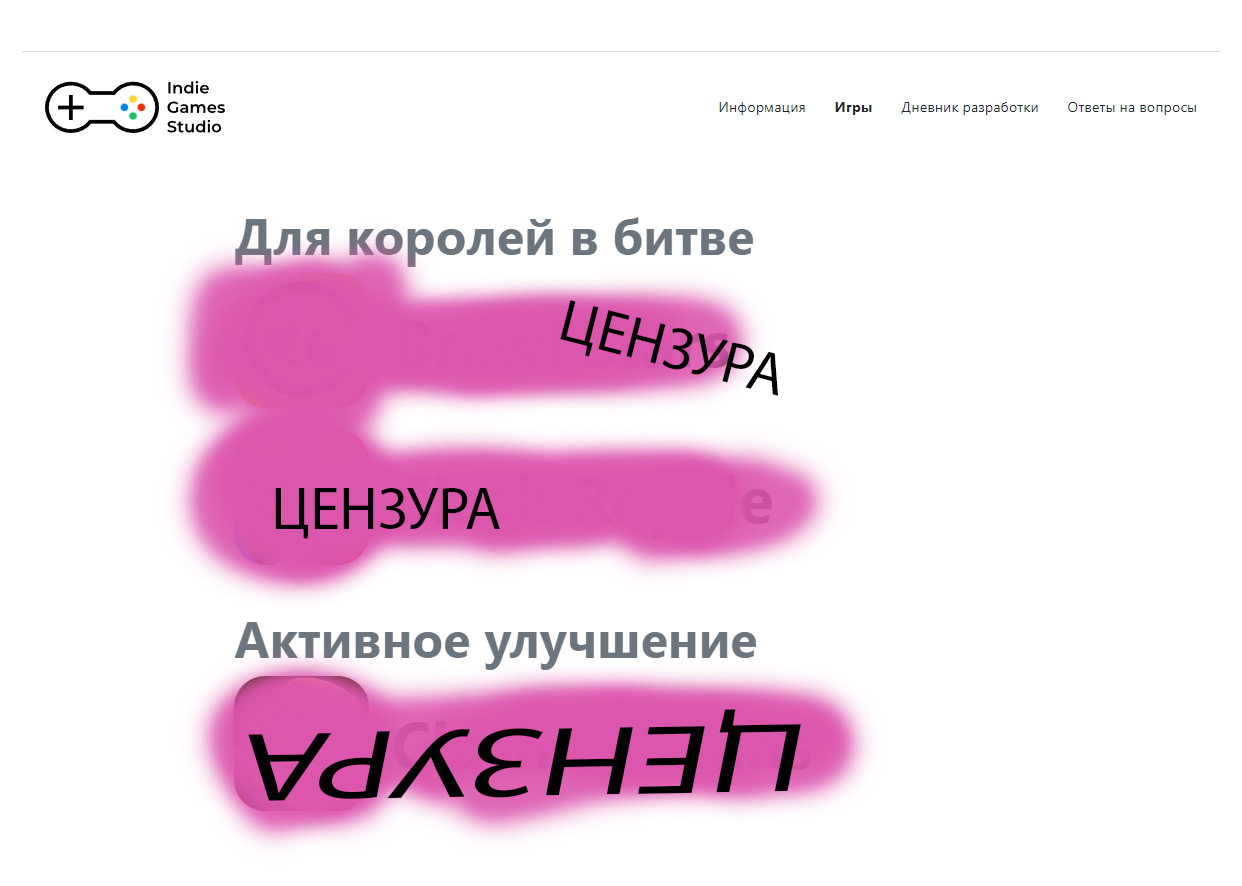 Indie
Games
Studio
Информация Игры Дневник разработки Ответы на вопросы
Для королей в битве
ЦЕНЗУРА
ЦЕНЗУРА
Активное улучшение
ЦЕНЗУРА